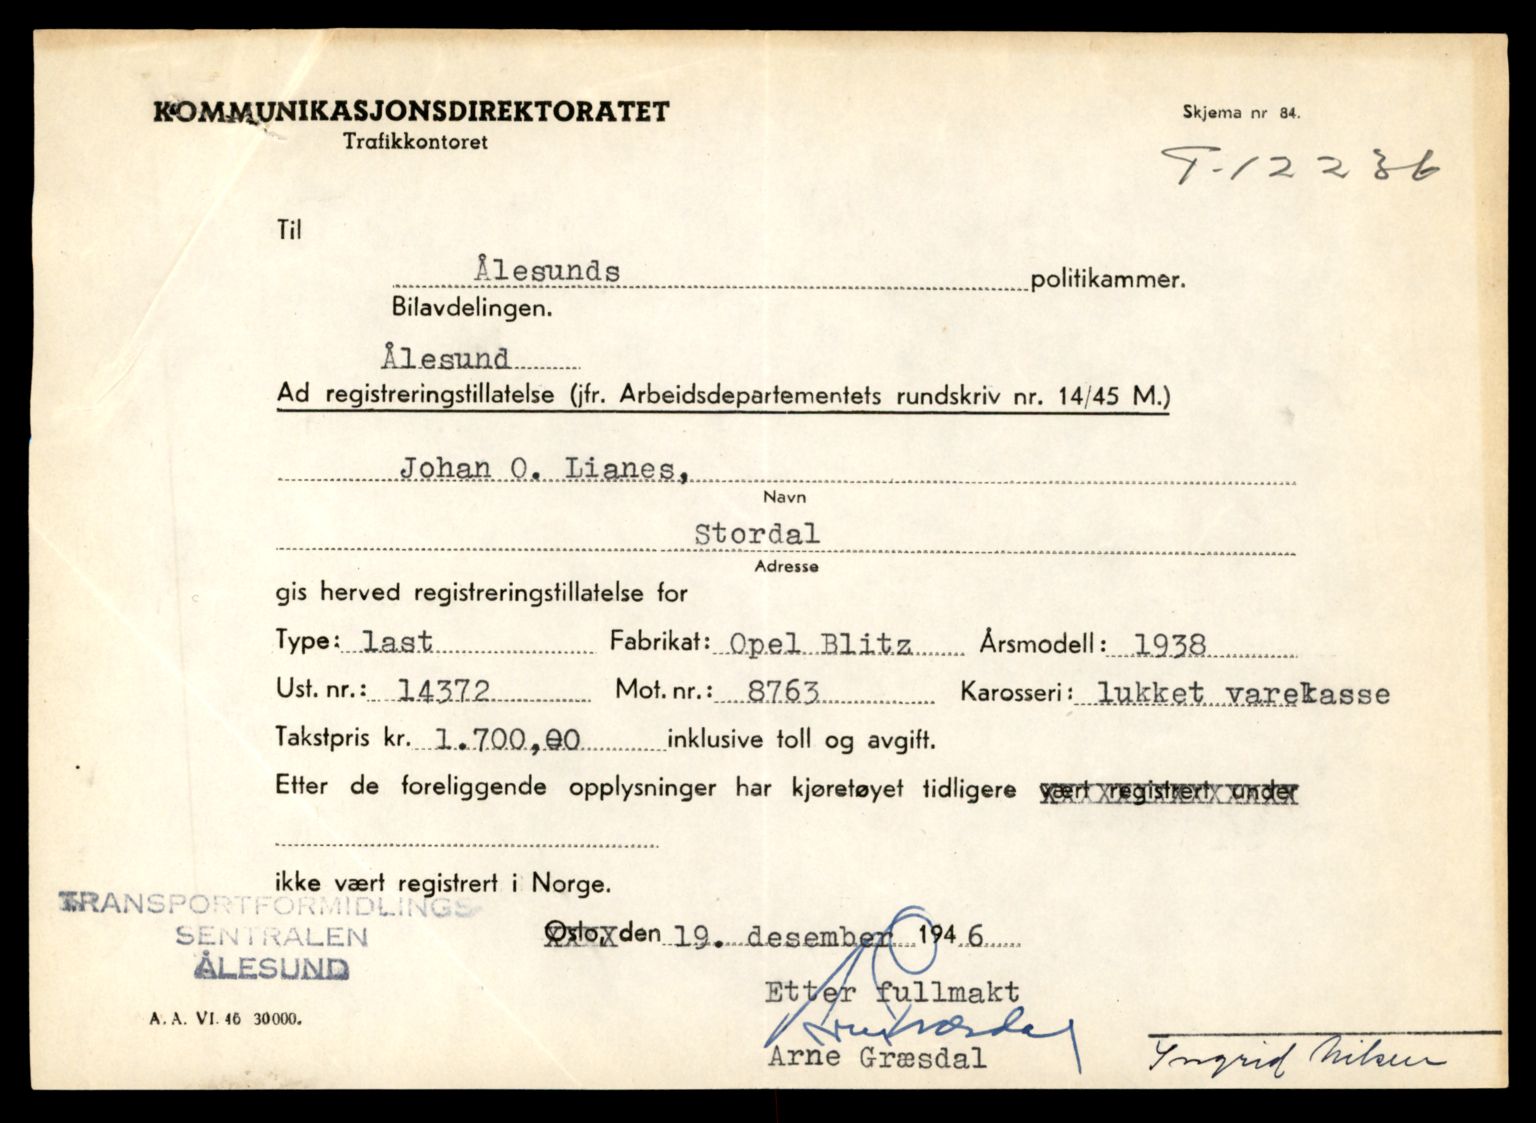 KOMMUNIKASJONSDIREKTORATET
Trafikkontoret
Skjema nr 84.
T-12236
Til
Ålesunds politikammer.
Bilavdelingen.
Ålesund
Ad registreringstillatelse (jfr. Arbeidsdepartementets rundskriv nr. 14/45 M.)
Johan O. Lianes,
Navn
Stordal
Adresse
gis herved registreringstillatelse for
Type: last Fabrikat: Opel Blitz Årsmodell: 1938
Ust. nr.: 14372 Mot. nr.: 8763 Karosseri: lukket varekasse
Takstpris kr. 1.700,00 inklusive toll og avgift.
Etter de foreliggende opplysninger har kjøretøyet tidligere vært registrert under
ikke vært registrert i Norge.
TRANSPORTFORMIDLINGS
SENTRALEN
ÅLESUND
Oslo, den 19. desember 1946
Etter fullmakt
Arne Græsdal
Arne Græsdal
A. A. VI. 46 30000.
Ingrid Nilsen